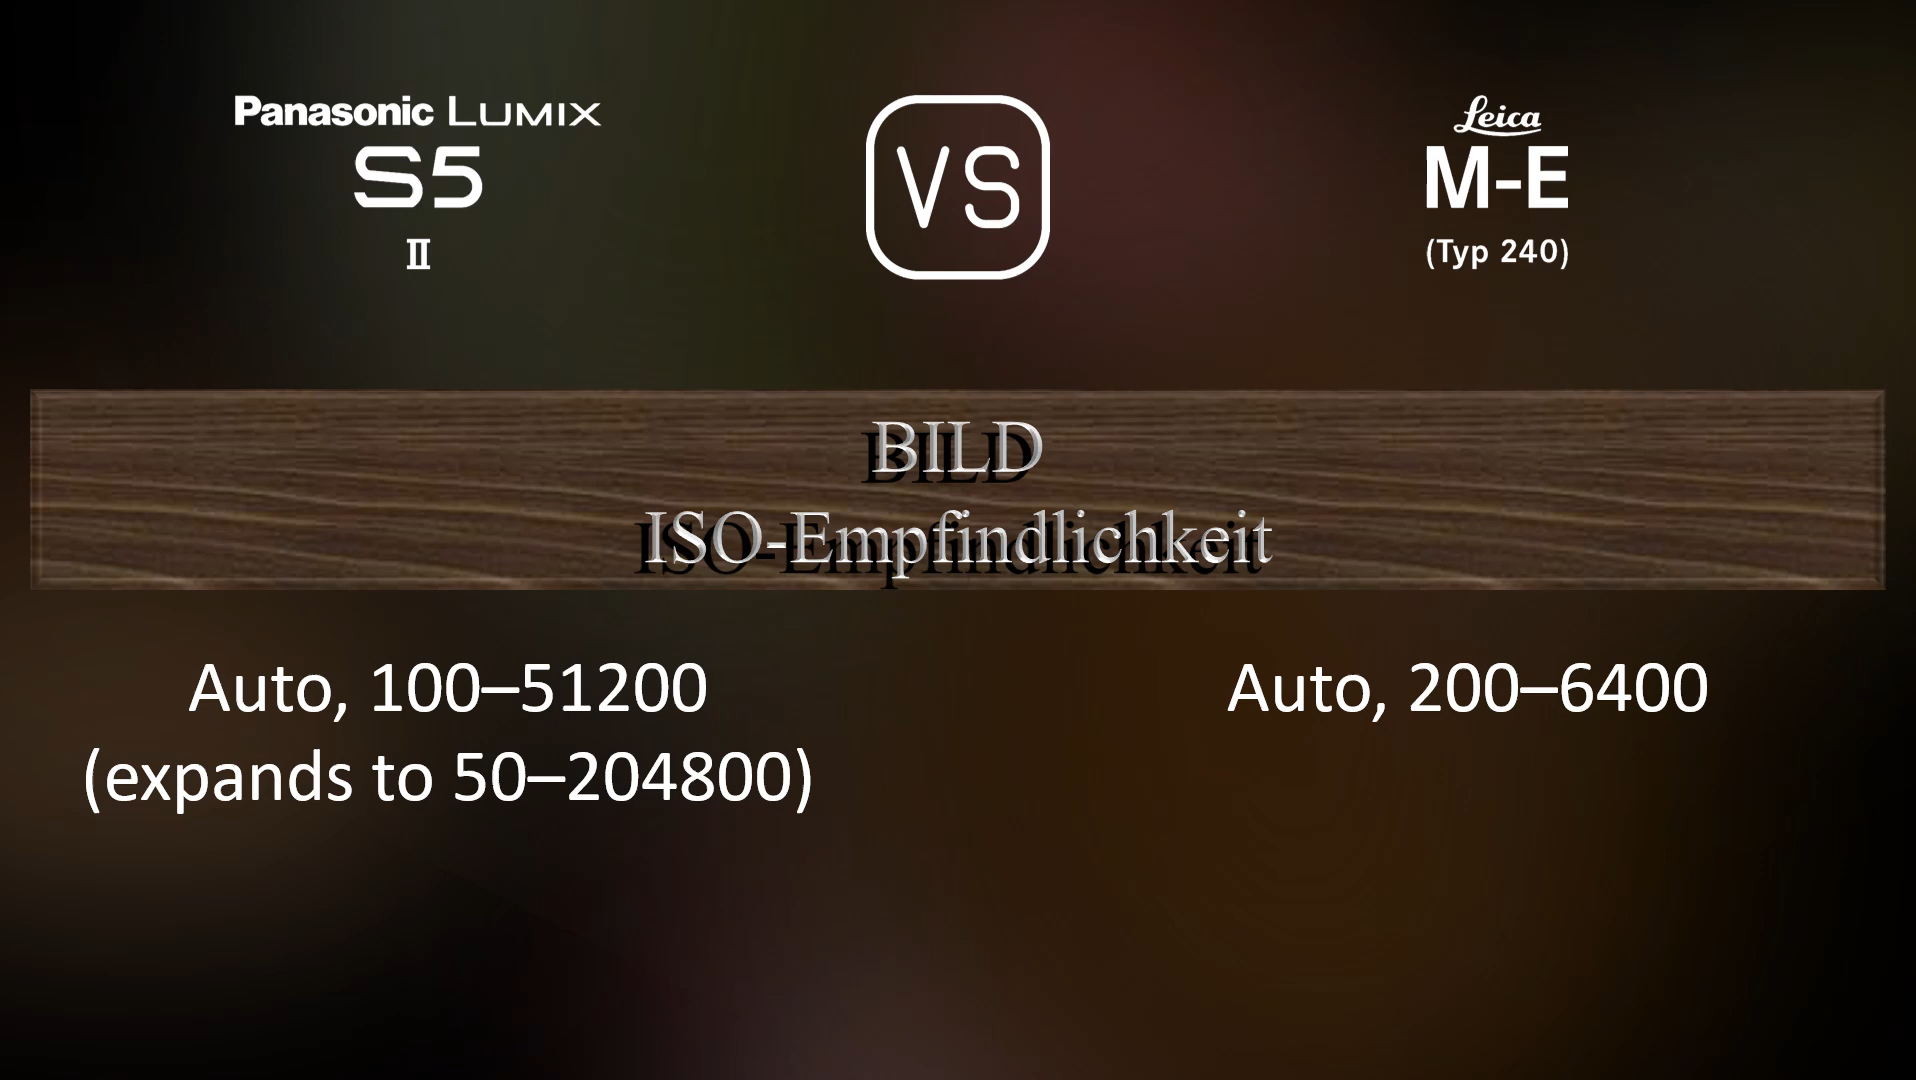 Panasonic LUMIX
S5
II
VS
Leica
M-E
(Typ 240)
BILD
ISO-Empfindlichkeit
Auto, 100–51200
(expands to 50–204800)
Auto, 200–6400